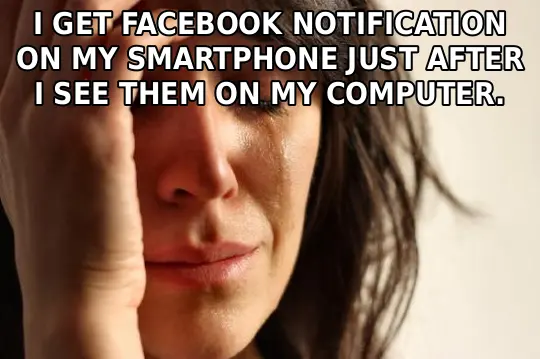 I GET FACEBOOK NOTIFICATION
ON MY SMARTPHONE JUST AFTER
I SEE THEM ON MY COMPUTER.